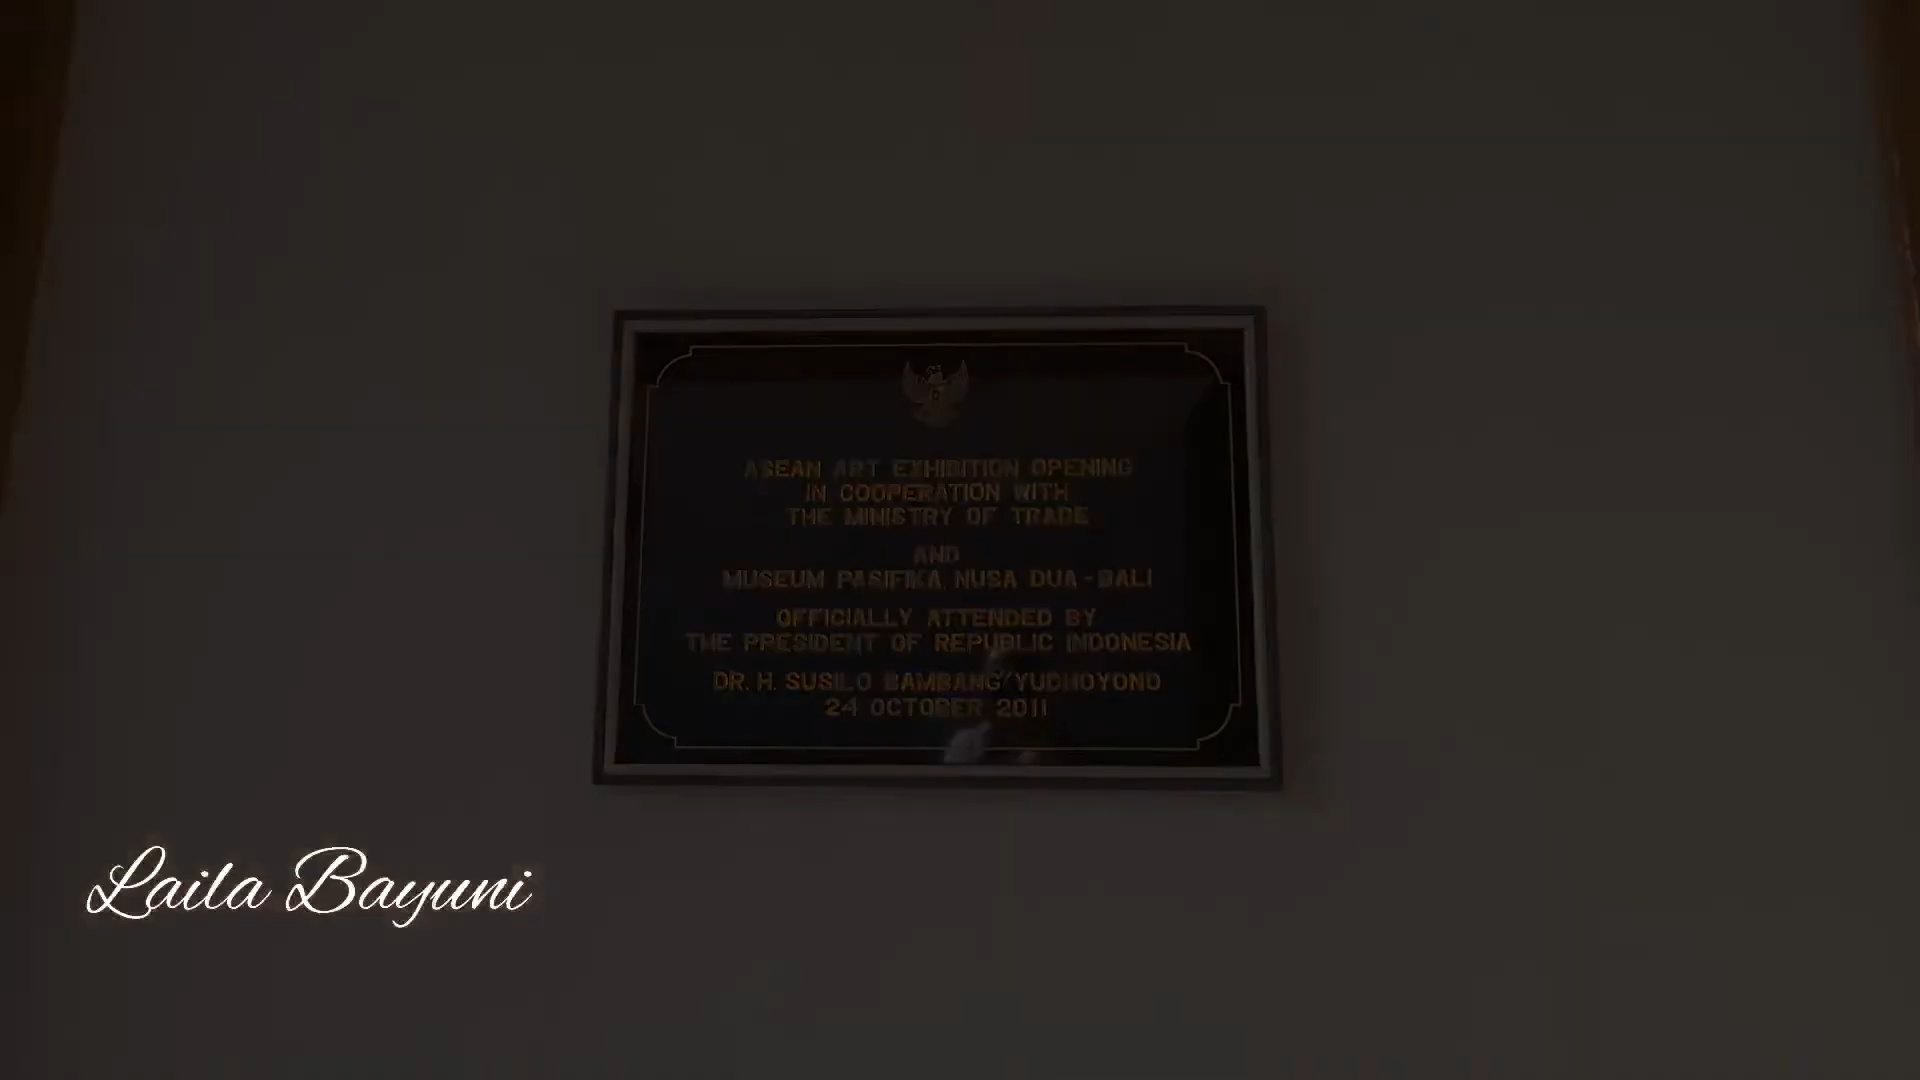 ASEAN ART EXHIBITION OPENING
IN COOPERATION WITH
THE MINISTRY OF TRADE
AND
MUSEUM PASIFIKA NUSA DUA - BALI
OFFICIALLY ATTENDED BY
THE PRESIDENT OF REPUBLIC INDONESIA
DR. H. SUSILO BAMBANG YUDHOYONO
24 OCTOBER 2011
Laila Bayuni